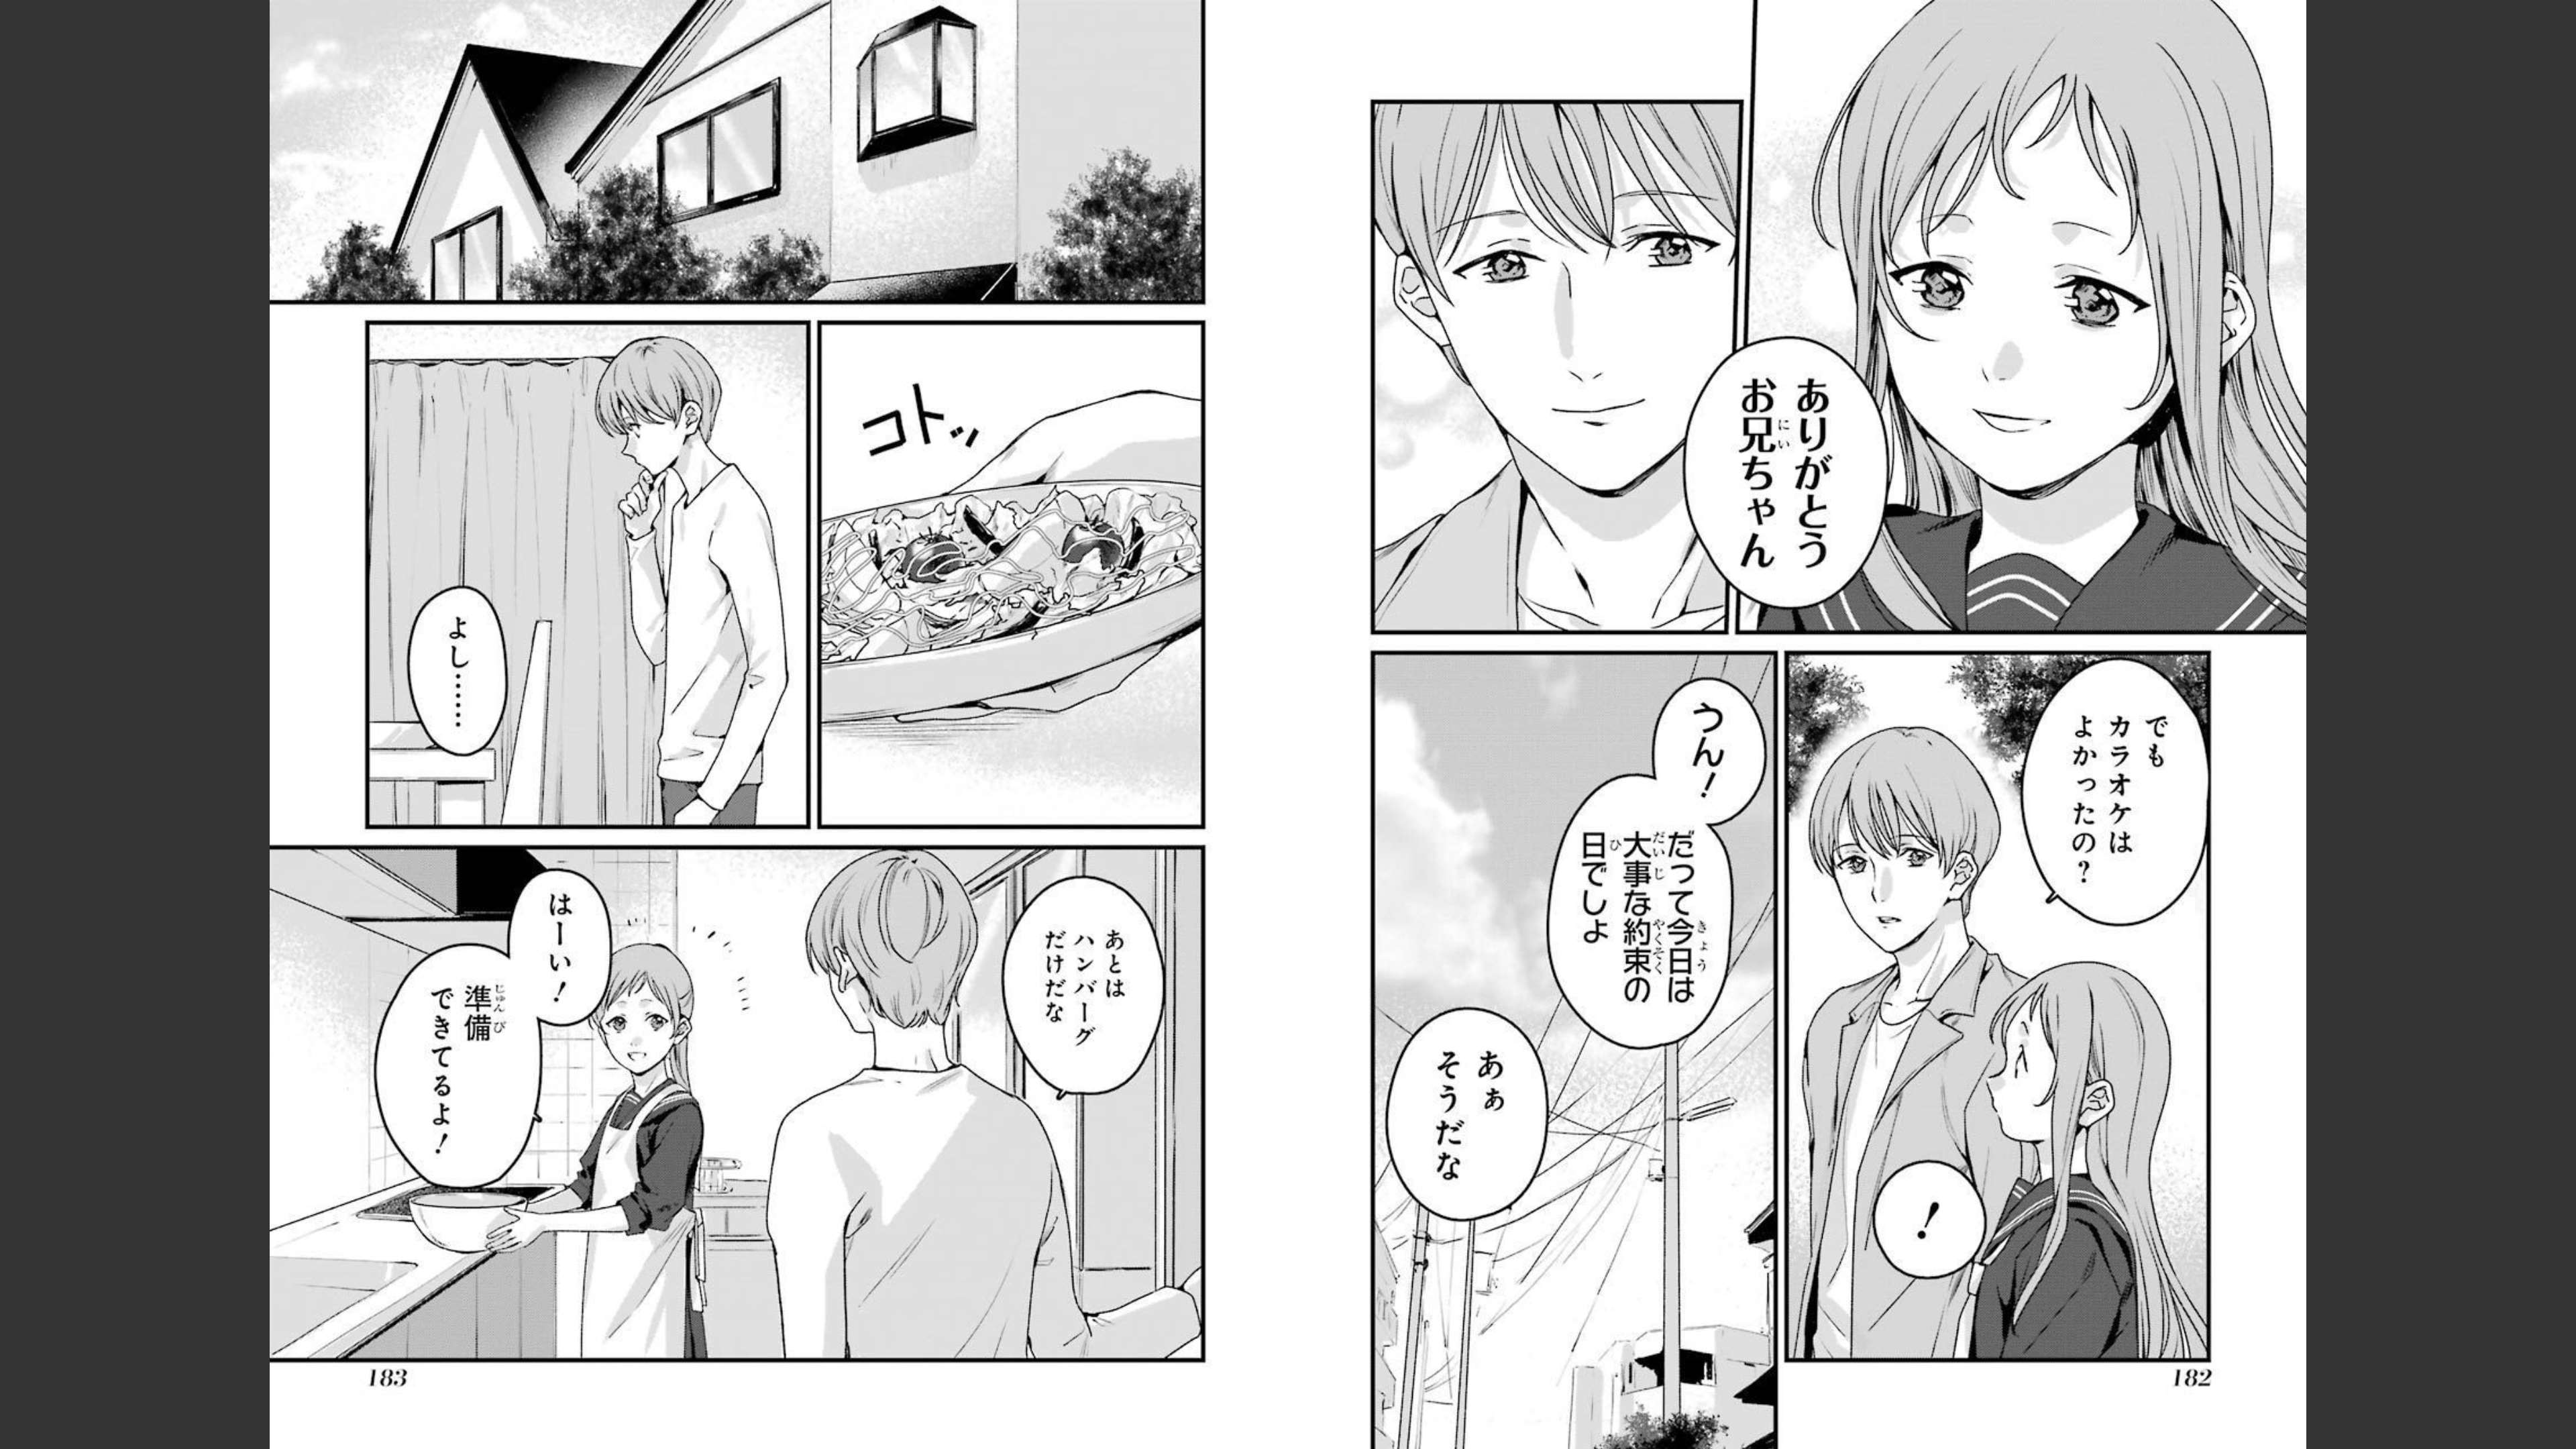 ありがとう
お兄ちゃん
でも
カラオケは
よかったの？
！
うん！
だって今日は
大事な約束の
日でしょ
あぁ
そうだな
182
コトッ
よし……
あとは
ハンバーグ
だけだな
はーい！
準備
できてるよ！
183